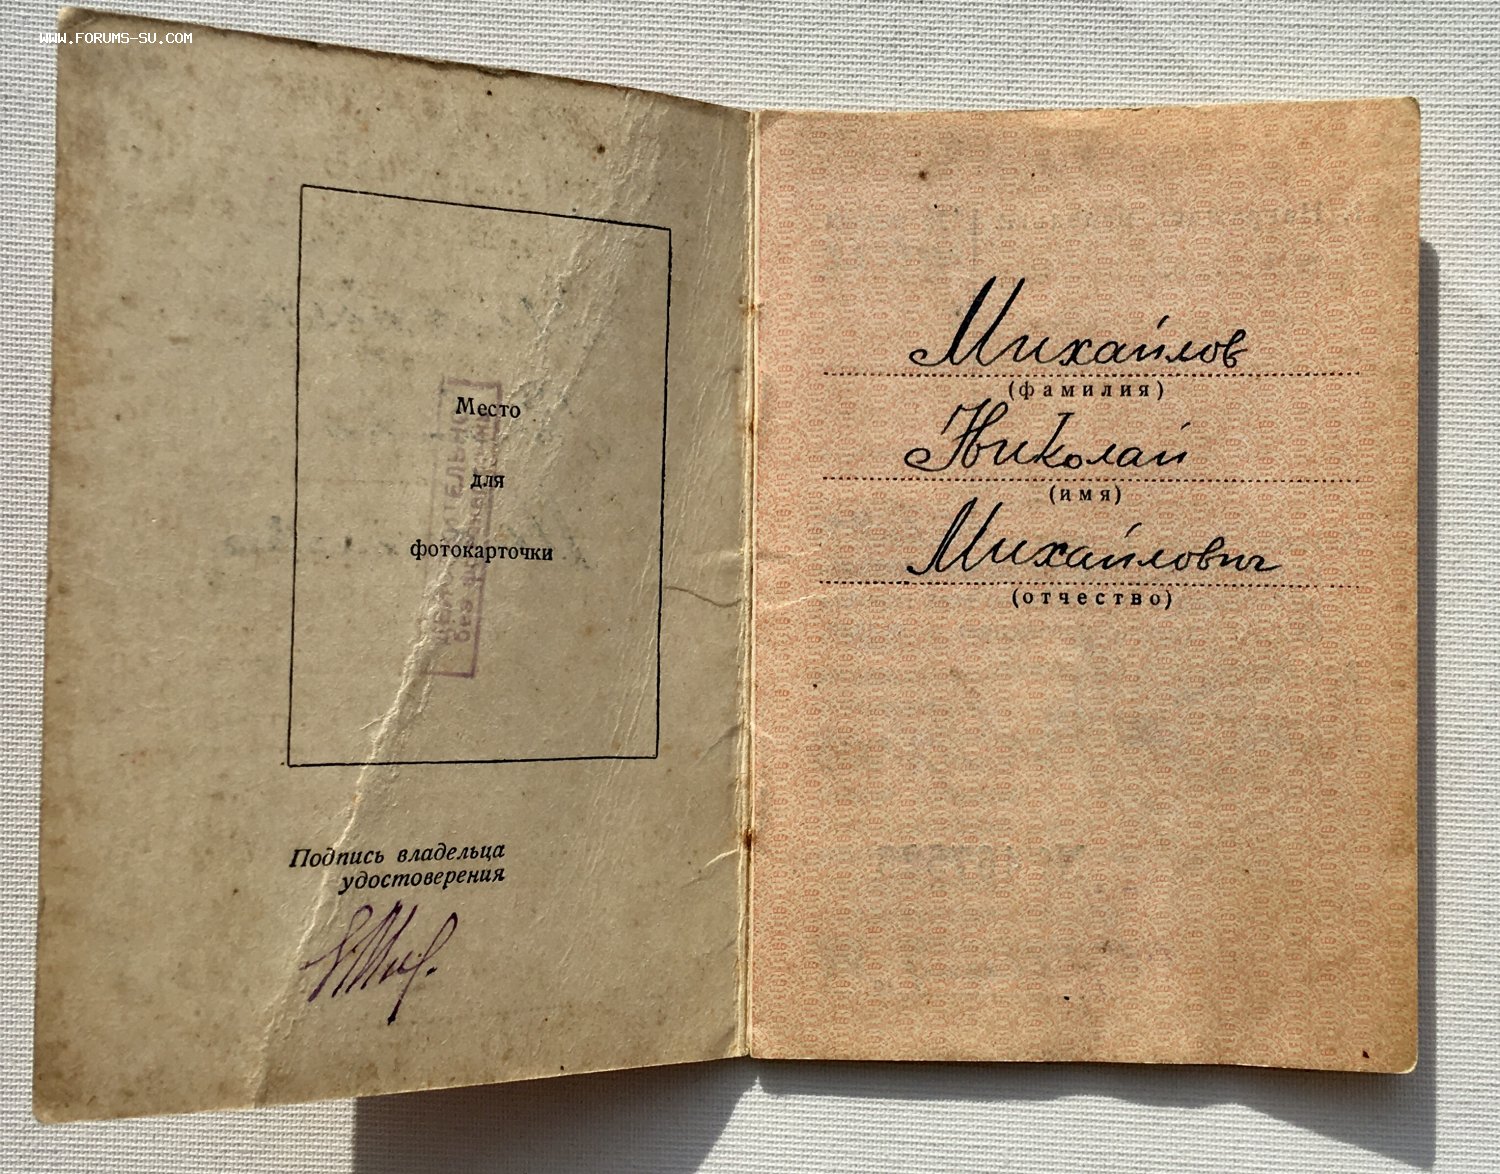 WWW.FORUMS-SU.COM
Место
для
фотокарточки
Подпись владельца
удостоверения
Михайлов
(фамилия)
Николай
(имя)
Михайлович
(отчество)